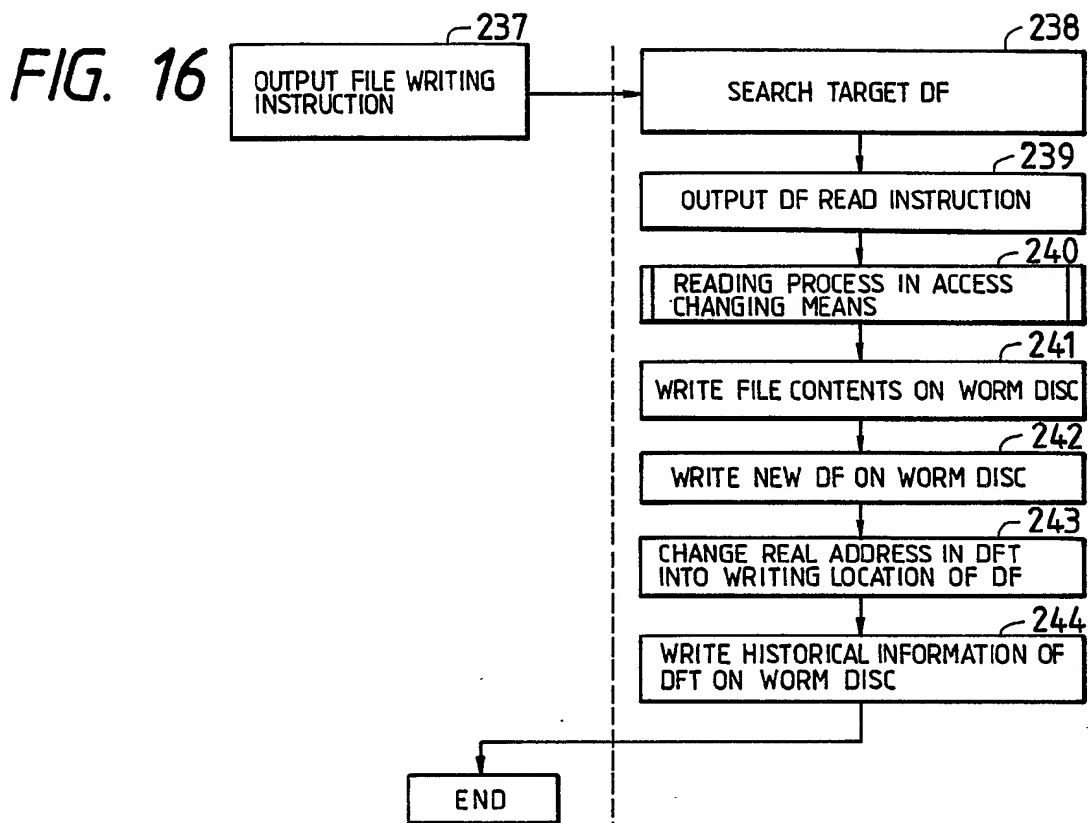 FIG. 16
237
OUTPUT FILE WRITING
INSTRUCTION
238
SEARCH TARGET DF
239
OUTPUT DF READ INSTRUCTION
240
READING PROCESS IN ACCESS
CHANGING MEANS
241
WRITE FILE CONTENTS ON WORM DISC
242
WRITE NEW DF ON WORM DISC
243
CHANGE REAL ADDRESS IN DFT
INTO WRITING LOCATION OF DF
244
WRITE HISTORICAL INFORMATION OF
DFT ON WORM DISC
END